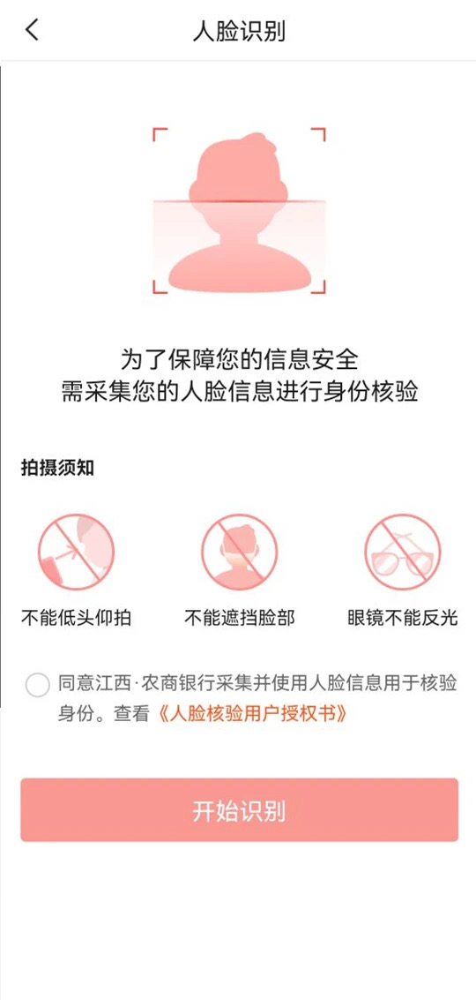 人脸识别
为了保障您的信息安全
需采集您的人脸信息进行身份核验
拍摄须知
不能低头仰拍
不能遮挡脸部
眼镜不能反光
同意江西·农商银行采集并使用人脸信息用于核验
身份。查看《人脸核验用户授权书》
开始识别